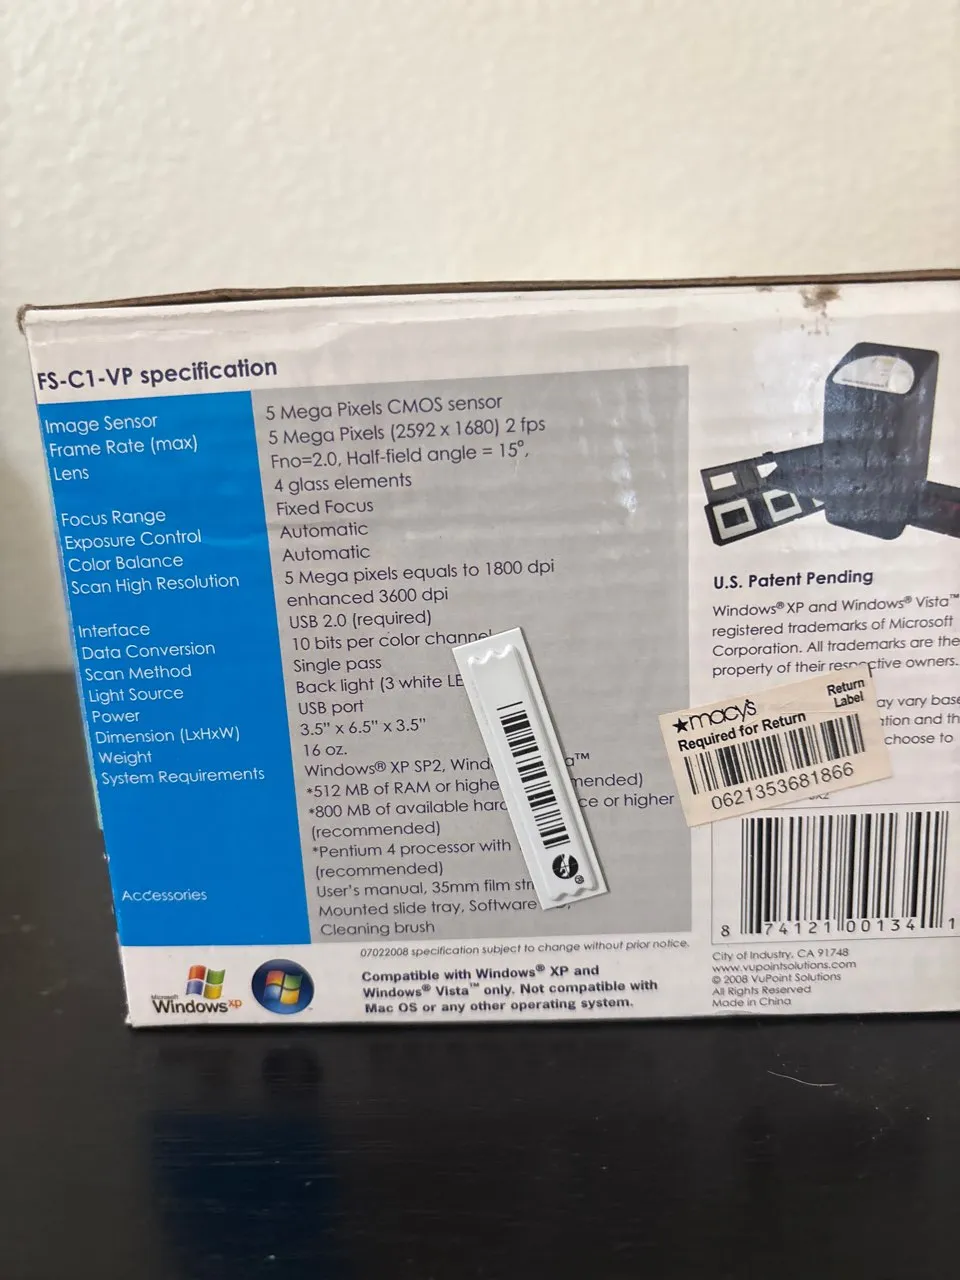 FS-C1-VP specification
Image Sensor
Frame Rate (max)
Lens
Focus Range
Exposure Control
Color Balance
Scan High Resolution
Interface
Data Conversion
Scan Method
Light Source
Power
Dimension (LxHxW)
Weight
System Requirements
Accessories
5 Mega Pixels CMOS sensor
5 Mega Pixels (2592 x 1680) 2 fps
Fno=2.0, Half-field angle = 15°,
4 glass elements
Fixed Focus
Automatic
Automatic
5 Mega pixels equals to 1800 dpi
enhanced 3600 dpi
USB 2.0 (required)
10 bits per color channel
Single pass
Back light (3 white
USB port
3.5" x 6.5" x 3.5"
16 oz.
Windows® XP SP2,
*512 MB of RAM or
*800 MB of available or higher
(recommended)
*Pentium 4 processor with
(recommended)
User's manual, 35mm film
Mounted slide tray, Software
Cleaning brush
07022008 specification subject to change without prior notice.
Microsoft
Windows xp
Compatible with Windows® XP and
Windows® Vista™ only. Not compatible with
Mac OS or any other operating system.
U.S. Patent Pending
Windows® XP and Windows® Vista™
registered trademarks of Microsoft
Corporation. All trademarks are the
property of their respective owners.
may vary
and
choose to
★macy's
Return
Label
Required for Return
0621353681866
8 74121 00134 1
City of Industry, CA 91748
www.vupointsolutions.com
© 2008 VuPoint Solutions
All Rights Reserved
Made in China